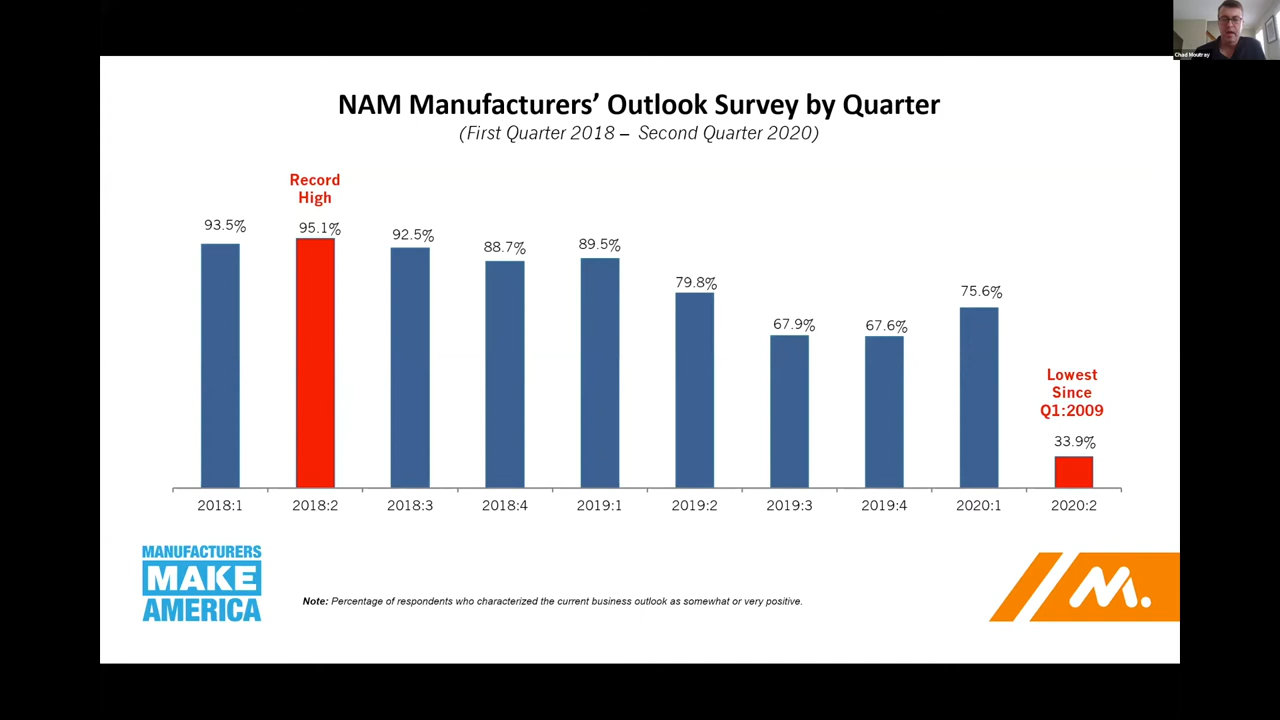 Chad Moutray
NAM Manufacturers' Outlook Survey by Quarter
(First Quarter 2018 – Second Quarter 2020)
Record
High
93.5%
95.1%
92.5%
88.7%
89.5%
79.8%
67.9%
67.6%
75.6%
Lowest
Since
Q1:2009
33.9%
2018:1
2018:2
2018:3
2018:4
2019:1
2019:2
2019:3
2019:4
2020:1
2020:2
MANUFACTURERS
MAKE
AMERICA
Note: Percentage of respondents who characterized the current business outlook as somewhat or very positive.
M.